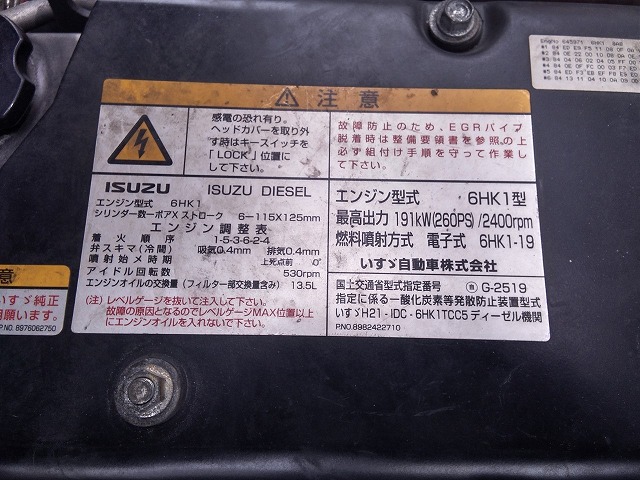 ⚠注意
感電の恐れ有り。
ヘッドカバーを取り外
す時はキースイッチを
「LOCK」位置に
して下さい。
故障防止のため、EGRパイプ
脱着時は整備要領書を参照の上
必ず組付け手順を守って作業し
て下さい。
ISUZU ISUZU DIESEL
エンジン型式 6HK1
シリンダ数ーボアXストローク 6-115X125mm
エンジン調整表
着火順序 1-5-3-6-2-4
弁スキマ(冷間) 吸気0.4mm 排気0.4mm
噴射始メ時期 上死点前 0°
アイドル回転数 530rpm
エンジンオイルの交換量(フィルター部交換量含み) 13.5L
(注)レベルゲージを抜いて注入して下さい。
故障の原因となるのでレベルゲージMAX位置以上
にエンジンオイルを入れないで下さい。
エンジン型式 6HK1型
最高出力 191kW(260PS)/2400rpm
燃料噴射方式 電子式 6HK1-19
いすゞ自動車株式会社
国土交通省型式指定番号 G-2519
指定に係る一酸化炭素等発散防止装置型式
いすゞH21-IDC-6HK1TCC5ディーゼル機関
P.NO.8982422710
意
いすゞ純正
用願います。
P.NO. 8976062750
EngNo 645971 6HK1